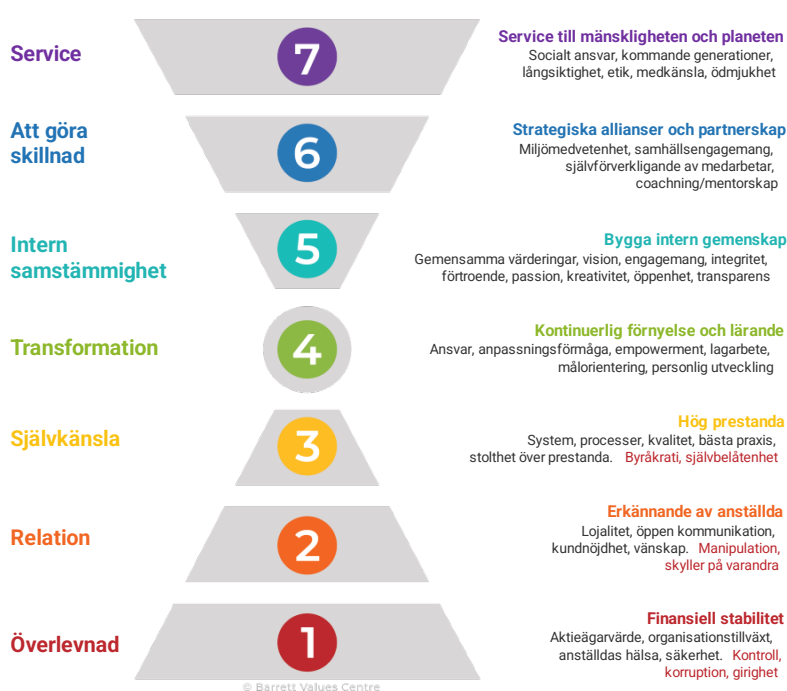 Service
7
Service till mänskligheten och planeten
Socialt ansvar, kommande generationer,
långsiktighet, etik, medkänsla, ödmjukhet
Att göra
skillnad
6
Strategiska allianser och partnerskap
Miljömedvetenhet, samhällsengagemang,
självförverkligande av medarbetar,
coachning/mentorskap
Intern
samstämmighet
5
Bygga intern gemenskap
Gemensamma värderingar, vision, engagemang, integritet,
förtroende, passion, kreativitet, öppenhet, transparens
Transformation
4
Kontinuerlig förnyelse och lärande
Ansvar, anpassningsförmåga, empowerment, lagarbete,
målorientering, personlig utveckling
Självkänsla
3
Hög prestanda
System, processer, kvalitet, bästa praxis,
stolthet över prestanda. Byråkrati, självbelåtenhet
Relation
2
Erkännande av anställda
Lojalitet, öppen kommunikation,
kundnöjdhet, vänskap. Manipulation,
skyller på varandra
Överlevnad
1
Finansiell stabilitet
Aktieägarvärde, organisationstillväxt,
anställdas hälsa, säkerhet. Kontroll,
korruption, girighet
© Barrett Values Centre